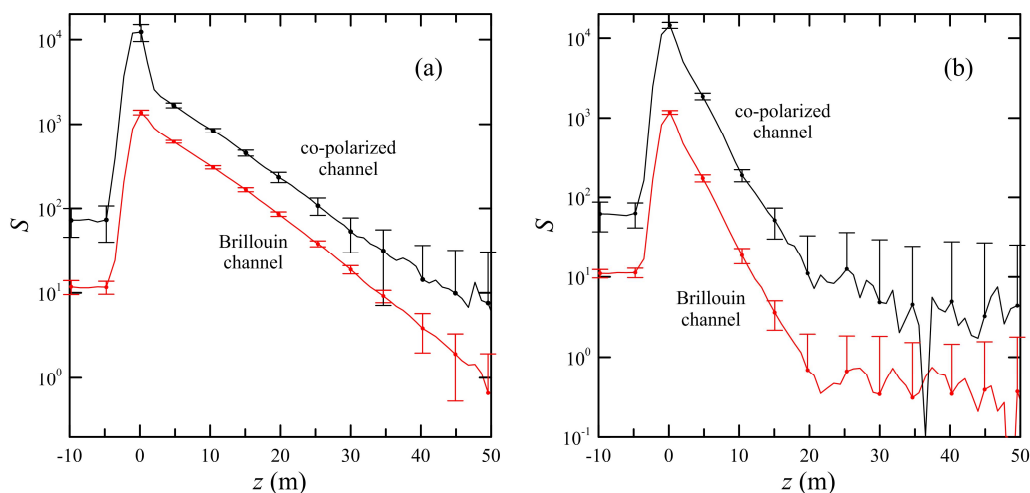 (a)
co-polarized
channel
Brillouin
channel
S
10^4
10^3
10^2
10^1
10^0
-10 0 10 20 30 40 50
z (m)
(b)
co-polarized
channel
Brillouin
channel
S
10^4
10^3
10^2
10^1
10^0
10^-1
-10 0 10 20 30 40 50
z (m)